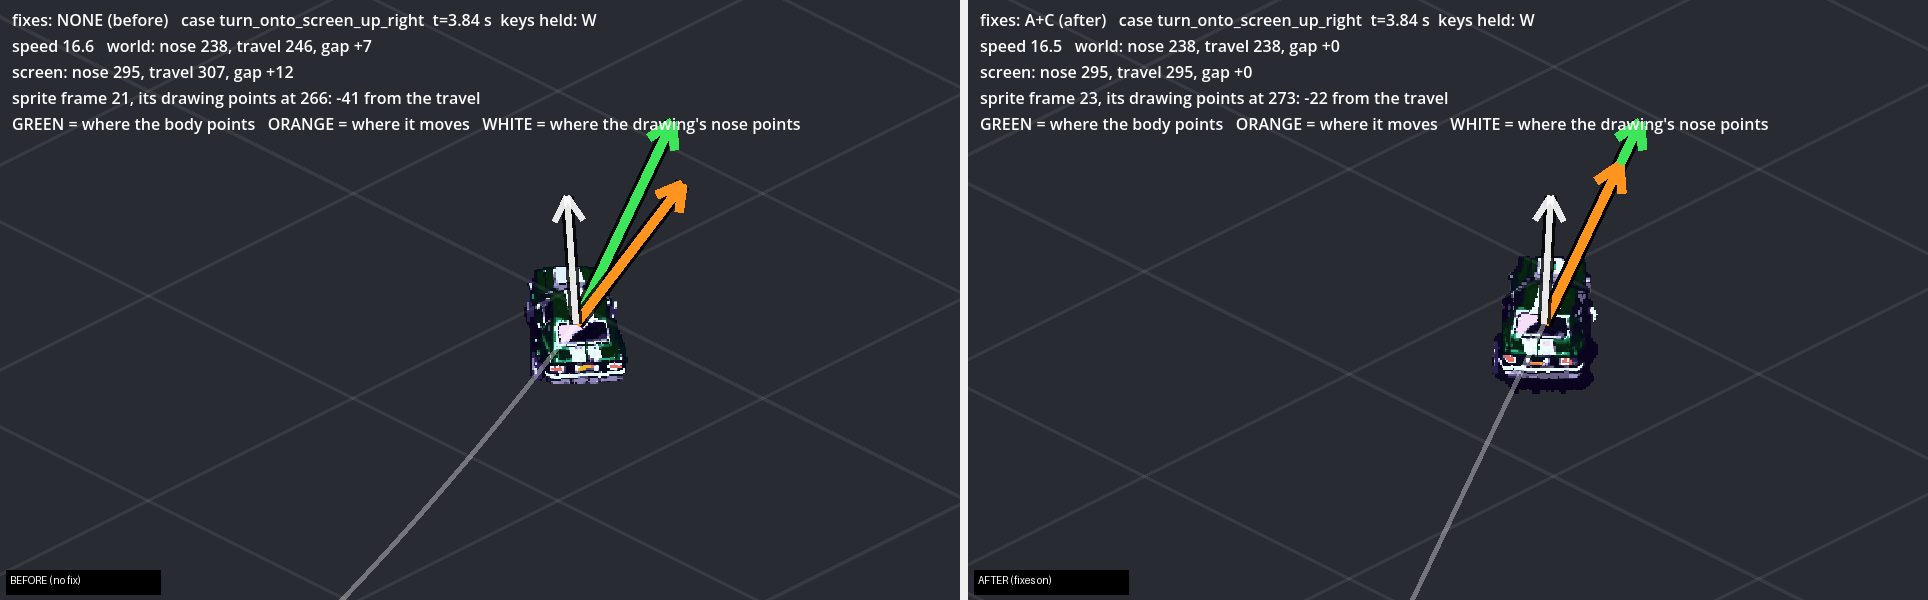 fixes: NONE (before)   case turn_onto_screen_up_right  t=3.84 s  keys held: W
speed 16.6   world: nose 238, travel 246, gap +7
screen: nose 295, travel 307, gap +12
sprite frame 21, its drawing points at 266: -41 from the travel
GREEN = where the body points   ORANGE = where it moves   WHITE = where the drawing's nose points
BEFORE (no fix)
fixes: A+C (after)   case turn_onto_screen_up_right  t=3.84 s  keys held: W
speed 16.5   world: nose 238, travel 238, gap +0
screen: nose 295, travel 295, gap +0
sprite frame 23, its drawing points at 273: -22 from the travel
GREEN = where the body points   ORANGE = where it moves   WHITE = where the drawing's nose points
AFTER (fixes on)